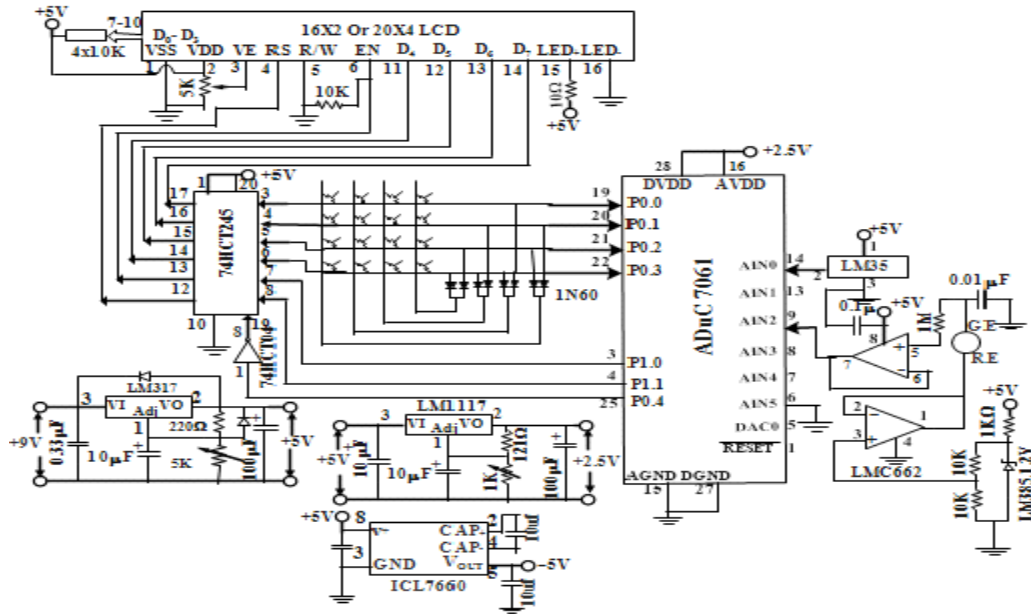 +5V
7-10
16X2 Or 20X4 LCD
D0- D3
4x10K
VSS VDD VE RS R/W EN D4 D5 D6 D7 LED- LED-
1 2 3 4 5 6 11 12 13 14 15 16
5K
10K
10Ω
+5V
+5V
1 20
17 3
16 4
15 5
14 6
13 7
12 8
74HCT245
10 19
8
74HCT04
1
1N60
+2.5V
28 16
DVDD AVDD
19 P0.0
20 P0.1
21 P0.2
22 P0.3
3 P1.0
4 P1.1
25 P0.4
ADuC 7061
AIN0 14
AIN1 13
AIN2 9
AIN3 8
AIN4 7
AIN5 6
DAC0 5
RESET 1
AGND DGND
15 27
+5V
1
2 LM35
3
0.01μF
0.1μ
+5V
8
1M
G.E
R.E
+ 5
7
- 6
2 -
1
3 +
4
LMC662
+5V
1KΩ
10K
10K
LM385 1.2V
LM317
3 VI VO 2
Adj
1
220Ω
+9V
0.33μF
10μF
5K
100μF
+5V
LM1117
3 VI VO 2
Adj
1
121Ω
+5V
10μF
10μF
1K
100μF
+2.5V
+5V
8
3
CAP+
CAP-
4
GND
VOUT
5
10uf
-5V
10uf
ICL7660